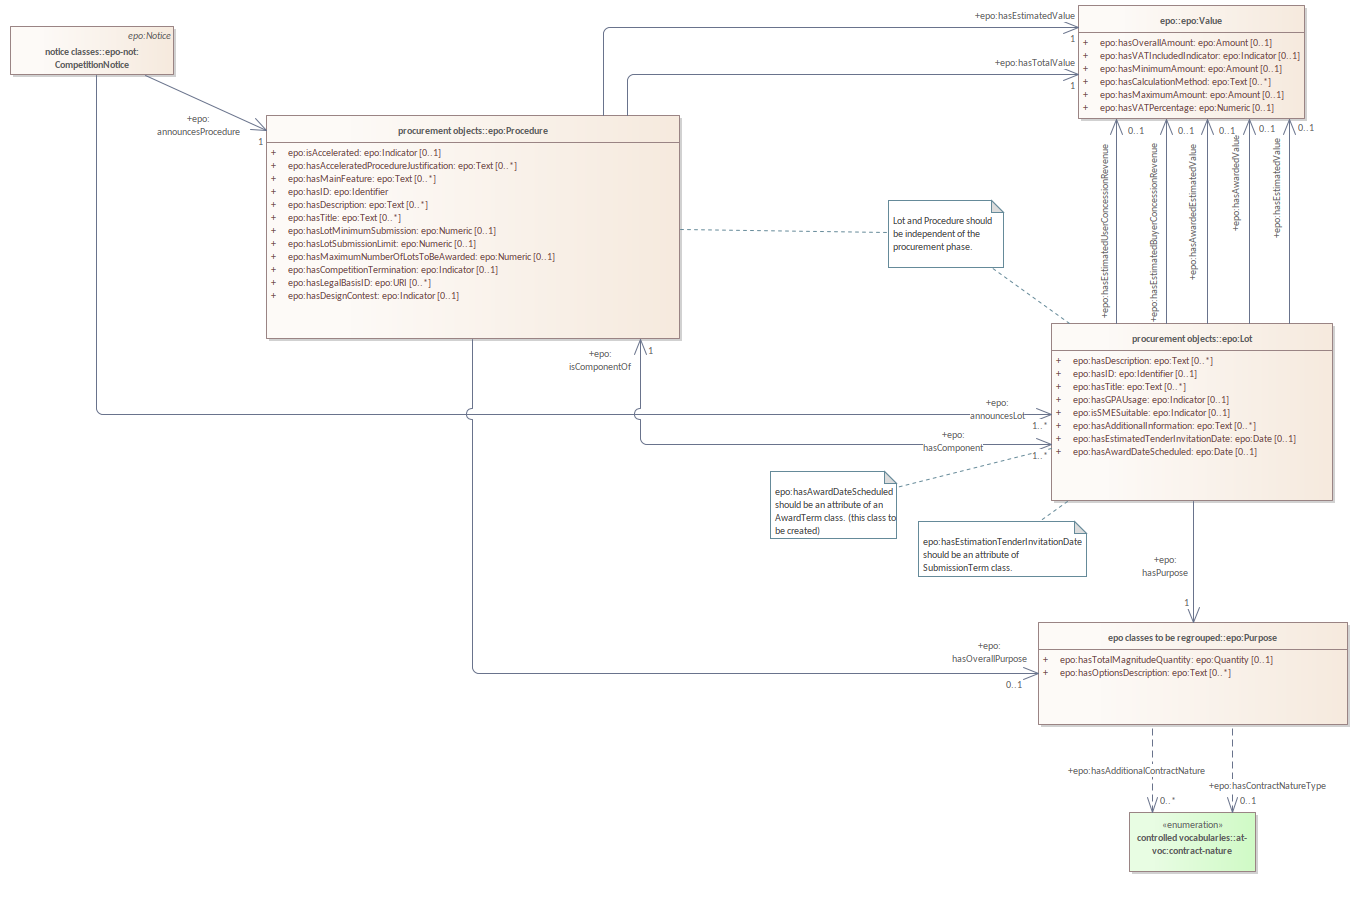 epo:Notice
notice classes::epo-not:
CompetitionNotice
+epo:
announcesProcedure
1
procurement objects::epo:Procedure
+ epo:isAccelerated: epo:Indicator [0..1]
+ epo:hasAcceleratedProcedureJustification: epo:Text [0..*]
+ epo:hasMainFeature: epo:Text [0..*]
+ epo:hasID: epo:Identifier
+ epo:hasDescription: epo:Text [0..*]
+ epo:hasTitle: epo:Text [0..*]
+ epo:hasLotMinimumSubmission: epo:Numeric [0..1]
+ epo:hasLotSubmissionLimit: epo:Numeric [0..1]
+ epo:hasMaximumNumberOfLotsToBeAwarded: epo:Numeric [0..1]
+ epo:hasCompetitionTermination: epo:Indicator [0..1]
+ epo:hasLegalBasisID: epo:URI [0..*]
+ epo:hasDesignContest: epo:Indicator [0..1]
+epo:hasEstimatedValue
1
+epo:hasTotalValue
1
epo::epo:Value
+ epo:hasOverallAmount: epo:Amount [0..1]
+ epo:hasVATIncludedIndicator: epo:Indicator [0..1]
+ epo:hasMinimumAmount: epo:Amount [0..1]
+ epo:hasCalculationMethod: epo:Text [0..*]
+ epo:hasMaximumAmount: epo:Amount [0..1]
+ epo:hasVATPercentage: epo:Numeric [0..1]
0..1
0..1
0..1
0..1
0..1
+epo:hasEstimatedUserConcessionRevenue
+epo:hasEstimatedBuyerConcessionRevenue
+epo:hasAwardedEstimatedValue
+epo:hasAwardedValue
+epo:hasEstimatedValue
Lot and Procedure should
be independent of the
procurement phase.
procurement objects::epo:Lot
+ epo:hasDescription: epo:Text [0..*]
+ epo:hasID: epo:Identifier [0..1]
+ epo:hasTitle: epo:Text [0..*]
+ epo:hasGPAUsage: epo:Indicator [0..1]
+ epo:isSMESuitable: epo:Indicator [0..1]
+ epo:hasAdditionalInformation: epo:Text [0..*]
+ epo:hasEstimatedTenderInvitationDate: epo:Date [0..1]
+ epo:hasAwardDateScheduled: epo:Date [0..1]
+epo:
isComponentOf
1
+epo:
announcesLot
1..*
+epo:
hasComponent
1..*
epo:hasAwardDateScheduled
should be an attribute of an
AwardTerm class. (this class to
be created)
epo:hasEstimationTenderInvitationDate
should be an attribute of
SubmissionTerm class.
+epo:
hasPurpose
1
+epo:
hasOverallPurpose
0..1
epo classes to be regrouped::epo:Purpose
+ epo:hasTotalMagnitudeQuantity: epo:Quantity [0..1]
+ epo:hasOptionsDescription: epo:Text [0..*]
+epo:hasAdditionalContractNature
0..*
+epo:hasContractNatureType
0..1
«enumeration»
controlled vocabularies::at-
voc:contract-nature